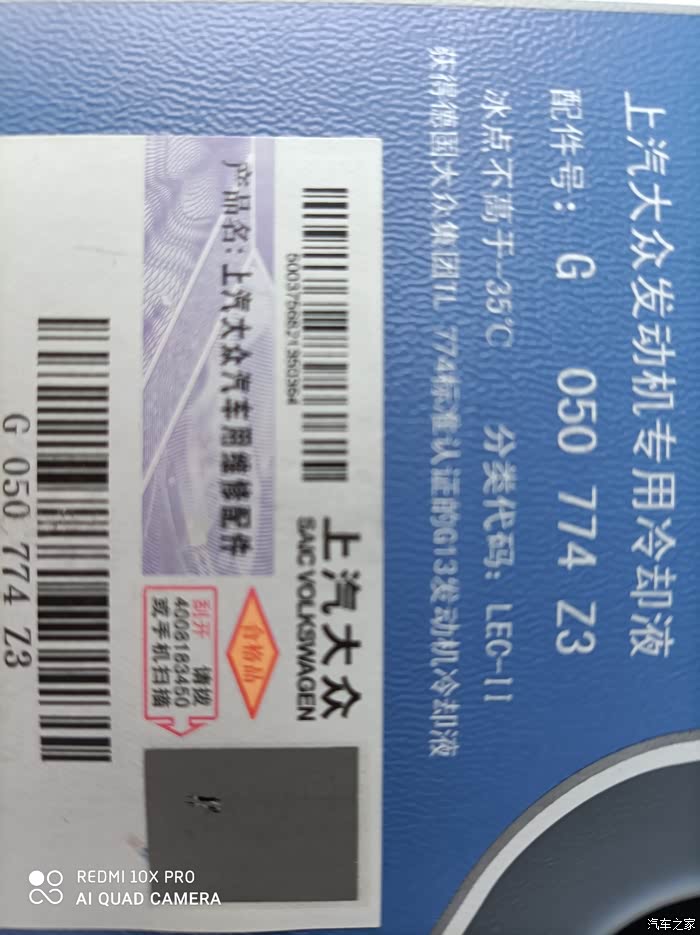 上汽大众发动机专用冷却液
配件号: G 050 774 Z3
冰点不高于-35℃ 分类代码: LEC-II
获得德国大众集团TL 774标准认证的G13发动机冷却液
上汽大众
SAIC VOLKSWAGEN
产品名: 上汽大众汽车用维修配件
合格品
刮开 请拨
4008183450
或手机扫描
G 050 774 Z3
REDMI 10X PRO
AI QUAD CAMERA
汽车之家